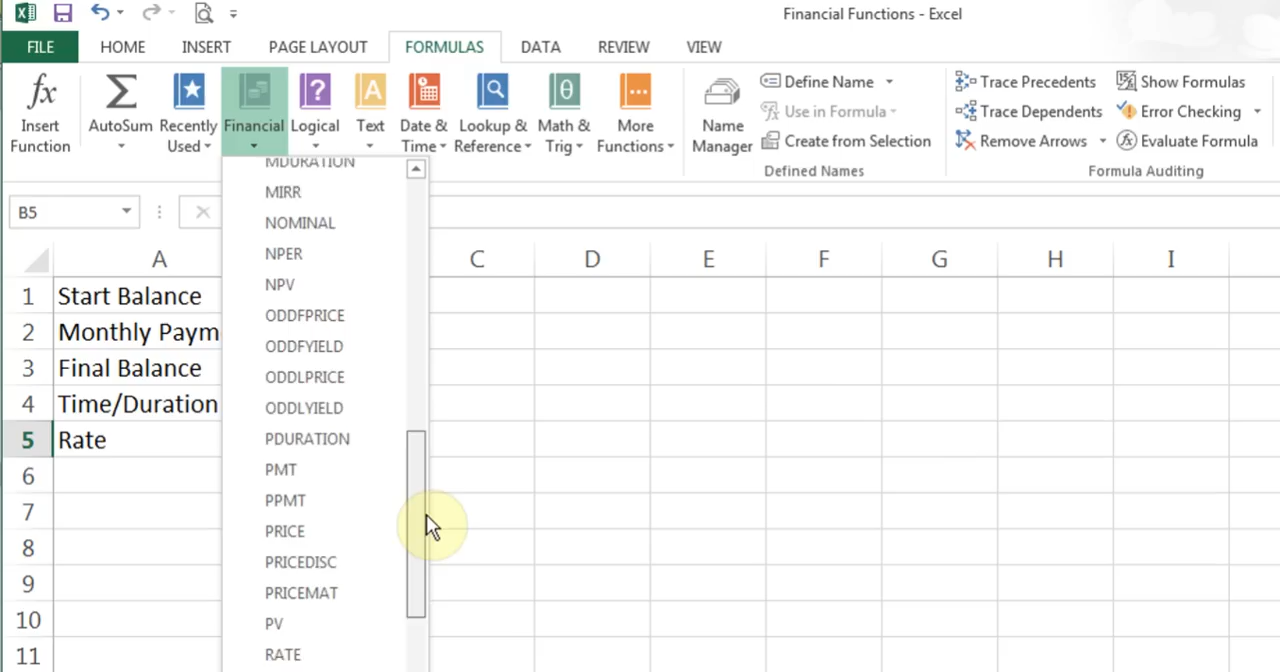 Financial Functions - Excel
FILE HOME INSERT PAGE LAYOUT FORMULAS DATA REVIEW VIEW
Insert Function
AutoSum
Recently Used
Financial
Logical
Text
Date & Time
Lookup & Reference
Math & Trig
More Functions
Name Manager
Define Name
Use in Formula
Create from Selection
Defined Names
Trace Precedents
Trace Dependents
Remove Arrows
Show Formulas
Error Checking
Evaluate Formula
Formula Auditing
B5
MDURATION
MIRR
NOMINAL
NPER
NPV
ODDFPRICE
ODDFYIELD
ODDLPRICE
ODDLYIELD
PDURATION
PMT
PPMT
PRICE
PRICEDISC
PRICEMAT
PV
RATE
A C D E F G H I
1 Start Balance
2 Monthly Paym
3 Final Balance
4 Time/Duration
5 Rate
6
7
8
9
10
11